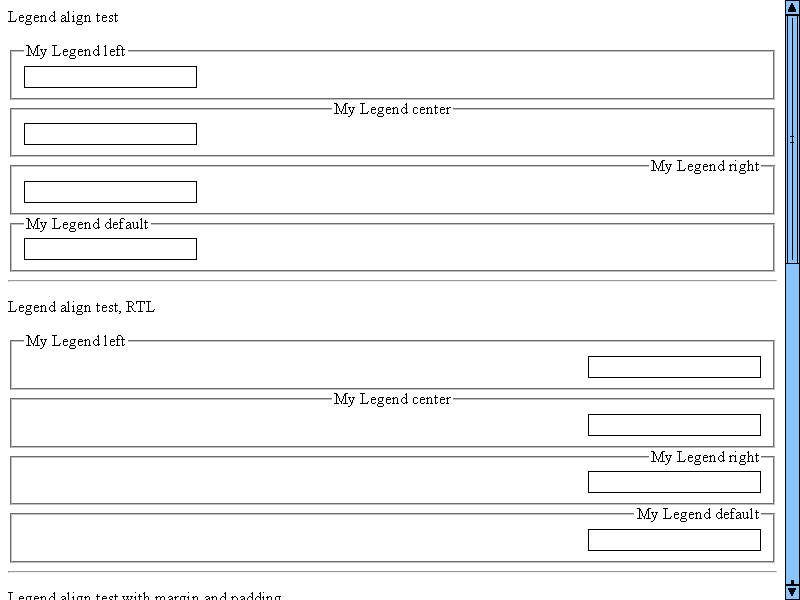 Legend align test
My Legend left
My Legend center
My Legend right
My Legend default
Legend align test, RTL
My Legend left
My Legend center
My Legend right
My Legend default
Legend align test with margin and padding